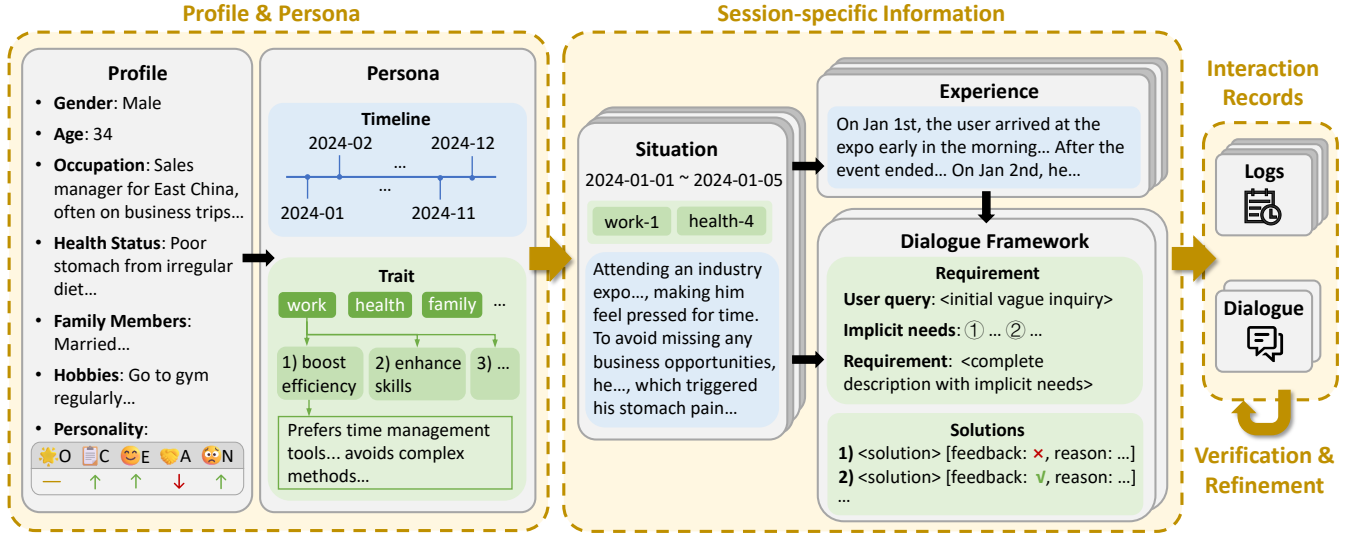 Profile & Persona
Profile
• Gender: Male
• Age: 34
• Occupation: Sales
manager for East China,
often on business trips...
• Health Status: Poor
stomach from irregular
diet...
• Family Members:
Married...
• Hobbies: Go to gym
regularly...
• Personality:
O C E A N
— ↑ ↑ ↓ ↑
Persona
Timeline
2024-02 2024-12
...
...
2024-01 2024-11
Trait
work health family ...
1) boost
efficiency
2) enhance
skills
3) ...
Prefers time management
tools... avoids complex
methods...
Session-specific Information
Situation
2024-01-01 ~ 2024-01-05
work-1 health-4
Attending an industry
expo..., making him
feel pressed for time.
To avoid missing any
business opportunities,
he..., which triggered
his stomach pain...
Experience
On Jan 1st, the user arrived at the
expo early in the morning... After the
event ended... On Jan 2nd, he...
Dialogue Framework
Requirement
User query: <initial vague inquiry>
Implicit needs: ① ... ② ...
Requirement: <complete
description with implicit needs>
Solutions
1) <solution> [feedback: ×, reason: ...]
2) <solution> [feedback: √, reason: ...]
...
Interaction
Records
Logs
Dialogue
Verification &
Refinement